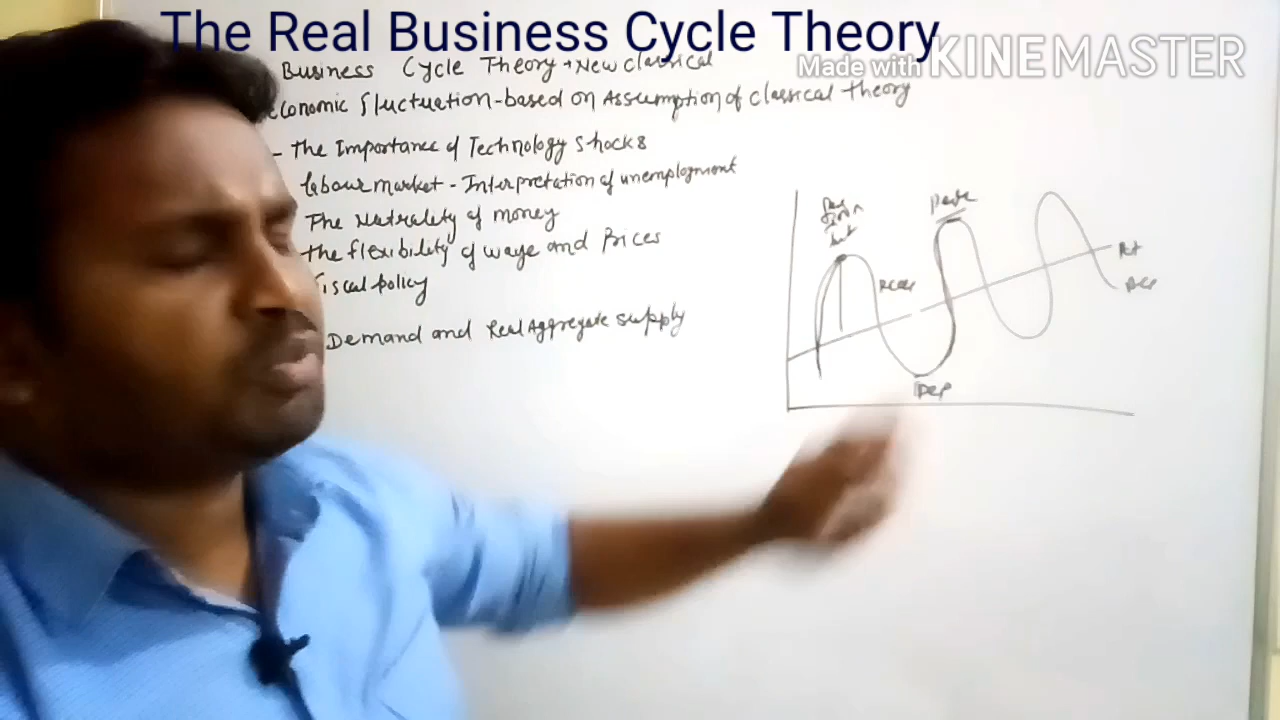 The Real Business Cycle Theory
Made with KINEMASTER
Business Cycle Theory + New classical
economic fluctuation - based on Assumption of classical theory
- The Importance of Technology shocks
labour market - Interpretation of unemployment
The Netralety of money
The flexibility of wage and Prices
Fiscal policy
Demand and Real Aggregate supply
Peak
Dep